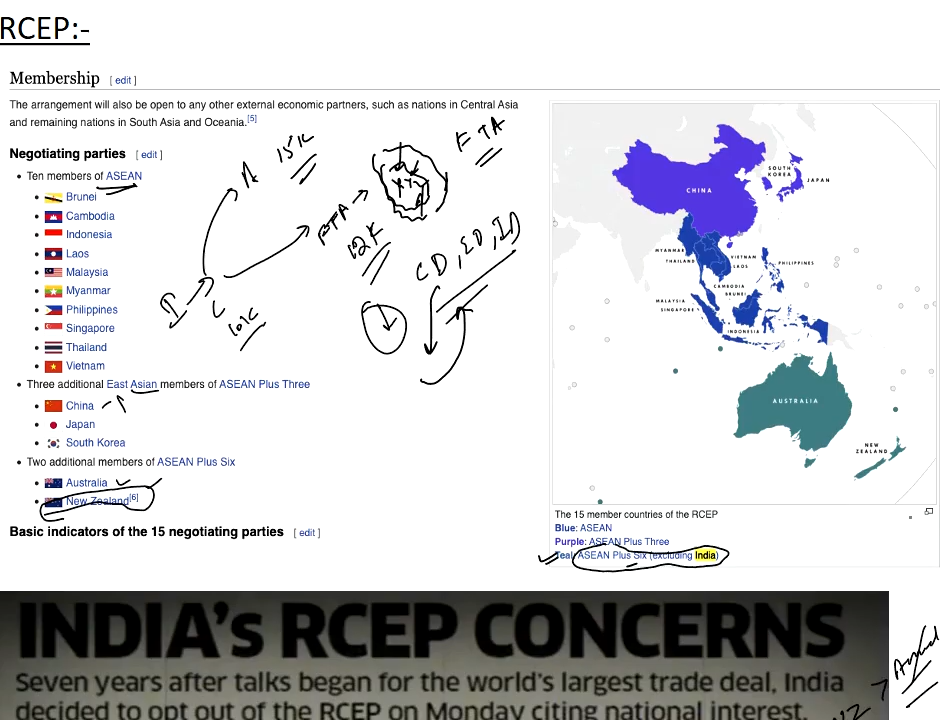 RCEP:-
Membership [ edit ]
The arrangement will also be open to any other external economic partners, such as nations in Central Asia
and remaining nations in South Asia and Oceania.[5]
Negotiating parties [ edit ]
• Ten members of ASEAN
• Brunei
• Cambodia
• Indonesia
• Laos
• Malaysia
• Myanmar
• Philippines
• Singapore
• Thailand
• Vietnam
• Three additional East Asian members of ASEAN Plus Three
• China
• Japan
• South Korea
• Two additional members of ASEAN Plus Six
• Australia
• New Zealand[6]
Basic indicators of the 15 negotiating parties [ edit ]
A 15K
FTA
102K
CD, ED, ID
I
C
101K
CHINA
SOUTH
KOREA
JAPAN
MYANMAR
THAILAND
VIETNAM
LAOS
PHILIPPINES
CAMBODIA
BRUNEI
MALAYSIA
SINGAPORE
INDONESIA
AUSTRALIA
NEW
ZEALAND
The 15 member countries of the RCEP
Blue: ASEAN
Purple: ASEAN Plus Three
Teal: ASEAN Plus Six (excluding India)
INDIA's RCEP CONCERNS
Seven years after talks began for the world's largest trade deal, India
decided to opt out of the RCEP on Monday citing national interest.
NZ